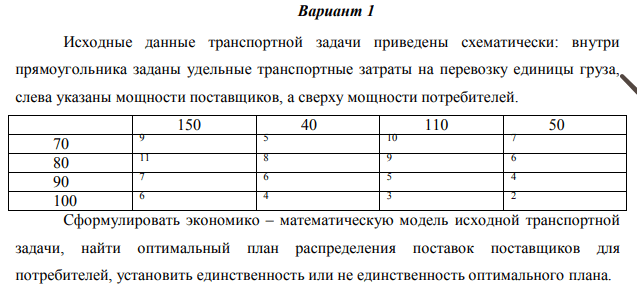 Вариант 1
Исходные данные транспортной задачи приведены схематически: внутри
прямоугольника заданы удельные транспортные затраты на перевозку единицы груза,
слева указаны мощности поставщиков, а сверху мощности потребителей.
150 40 110 50
70 9 5 10 7
80 11 8 9 6
90 7 6 5 4
100 6 4 3 2
Сформулировать экономико – математическую модель исходной транспортной
задачи, найти оптимальный план распределения поставок поставщиков для
потребителей, установить единственность или не единственность оптимального плана.